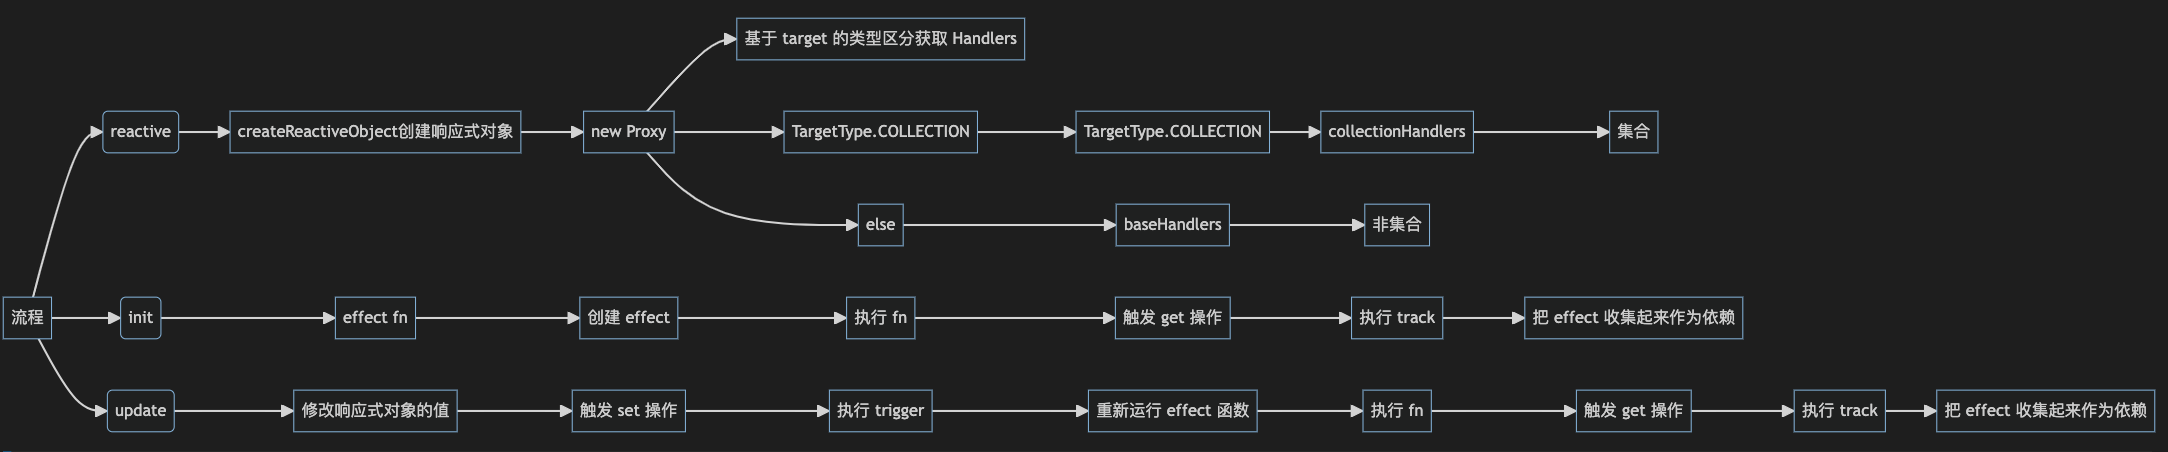 基于 target 的类型区分获取 Handlers
reactive
createReactiveObject创建响应式对象
new Proxy
TargetType.COLLECTION
TargetType.COLLECTION
collectionHandlers
集合
else
baseHandlers
非集合
流程
init
effect fn
创建 effect
执行 fn
触发 get 操作
执行 track
把 effect 收集起来作为依赖
update
修改响应式对象的值
触发 set 操作
执行 trigger
重新运行 effect 函数
执行 fn
触发 get 操作
执行 track
把 effect 收集起来作为依赖